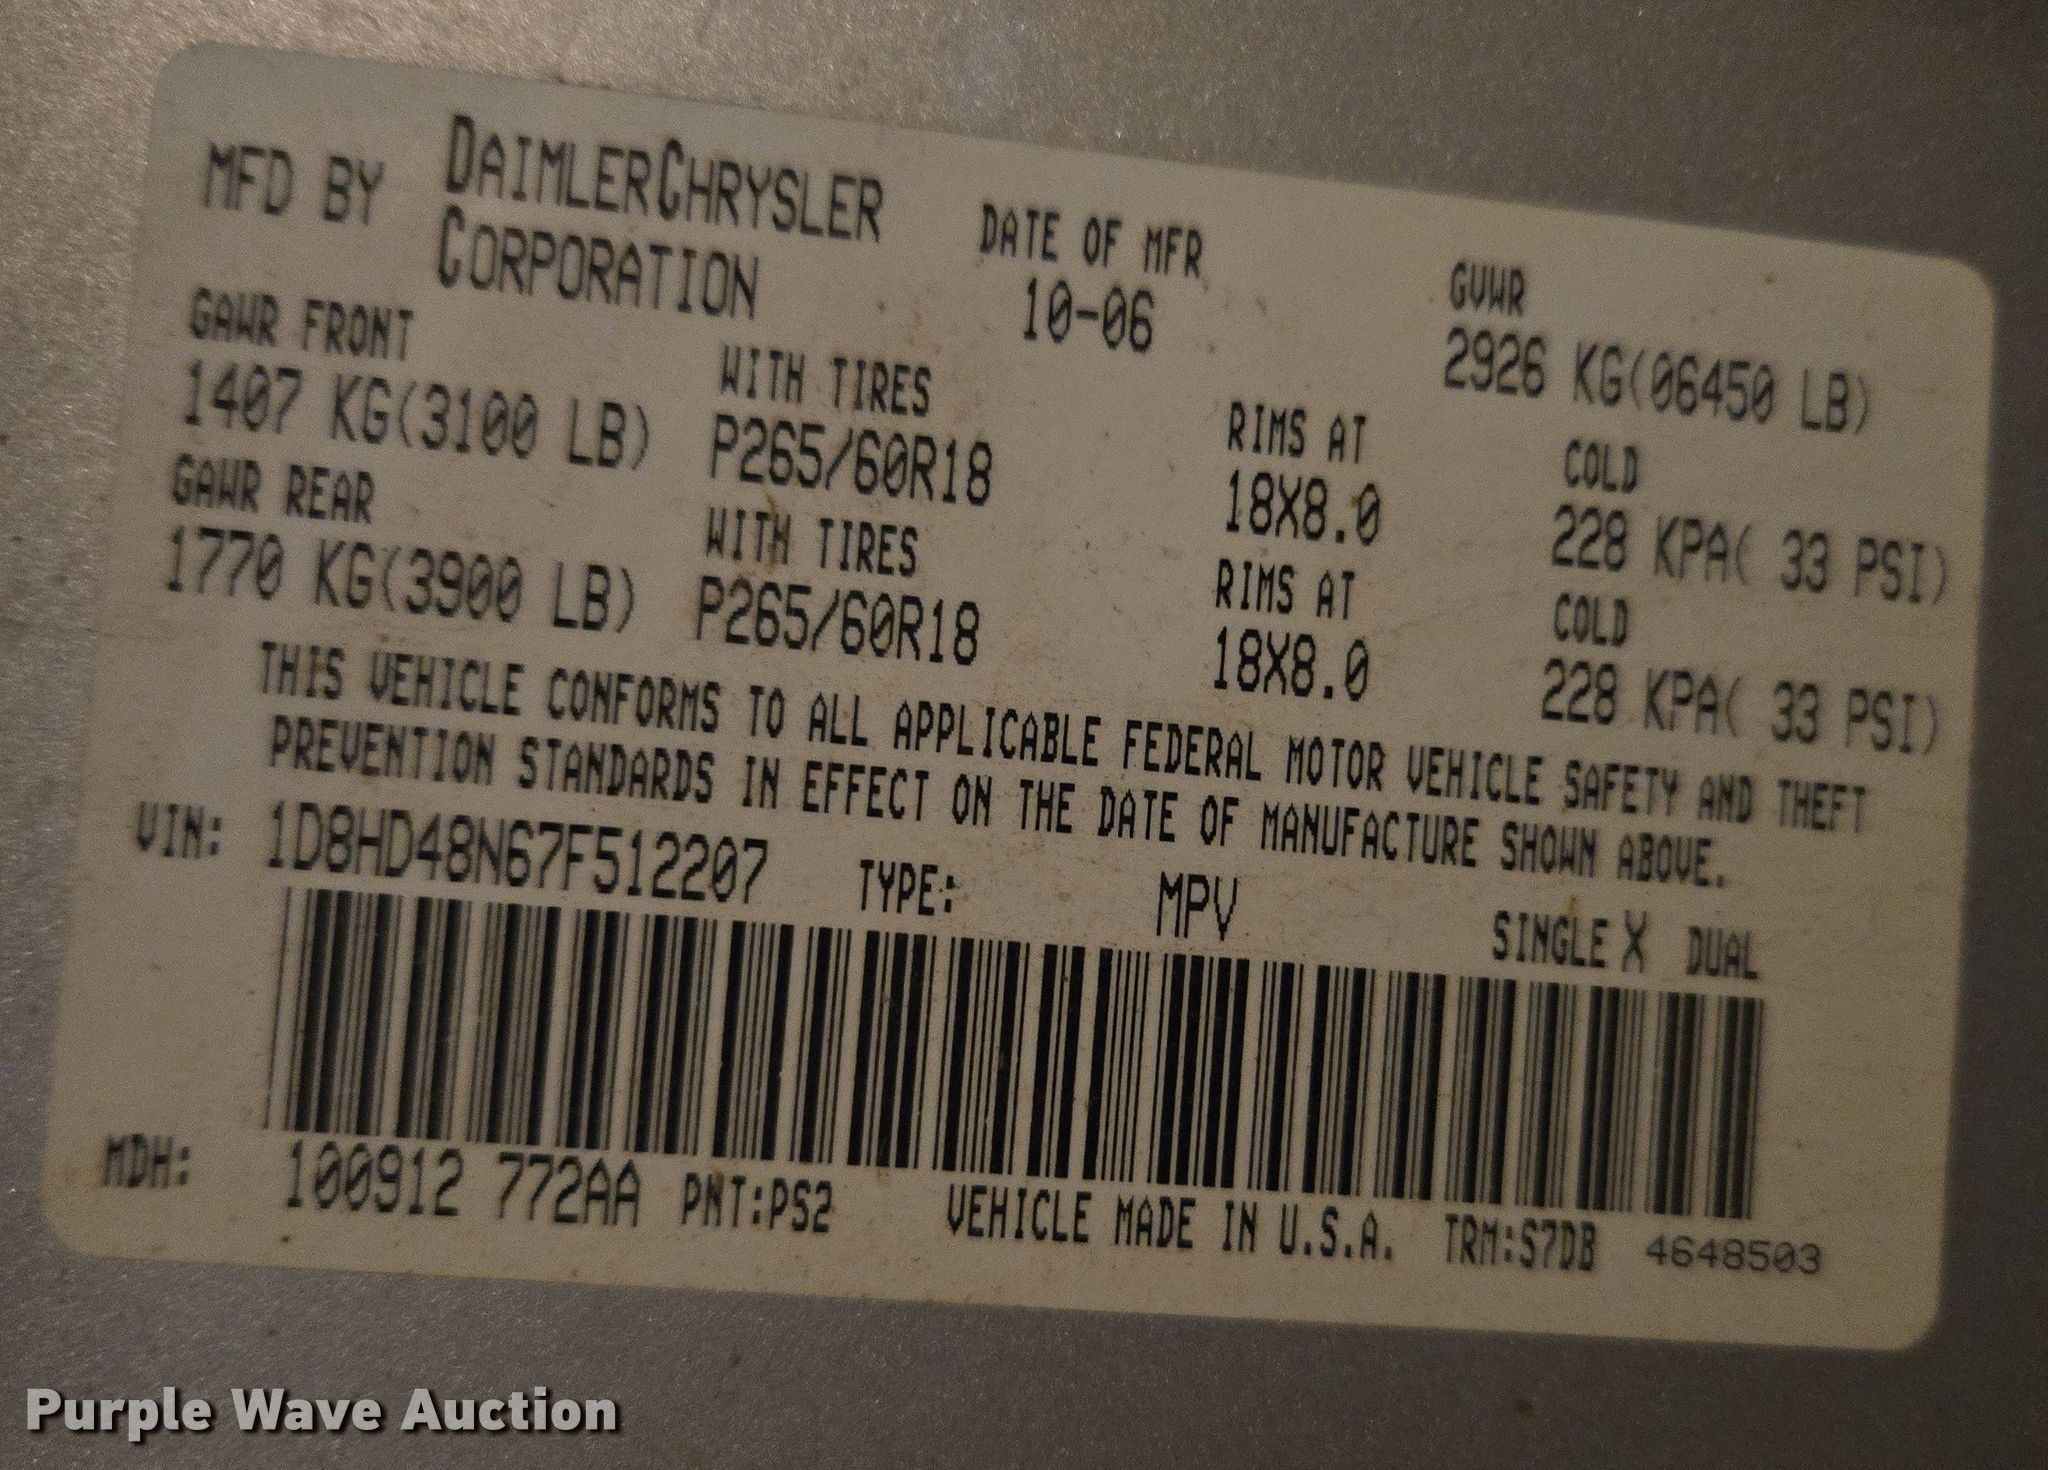 MFD BY DAIMLERCHRYSLER CORPORATION DATE OF MFR 10-06 GVWR 2926 KG(06450 LB)
GAWR FRONT WITH TIRES RIMS AT COLD
1407 KG(3100 LB) P265/60R18 18X8.0 228 KPA( 33 PSI)
GAWR REAR WITH TIRES RIMS AT COLD
1770 KG(3900 LB) P265/60R18 18X8.0 228 KPA( 33 PSI)
THIS VEHICLE CONFORMS TO ALL APPLICABLE FEDERAL MOTOR VEHICLE SAFETY AND THEFT
PREVENTION STANDARDS IN EFFECT ON THE DATE OF MANUFACTURE SHOWN ABOVE.
VIN: 1D8HD48N67F512207 TYPE: MPV SINGLE X DUAL
MDH: 100912 772AA PNT:PS2 VEHICLE MADE IN U.S.A. TRM:S7DB 4648503
Purple Wave Auction